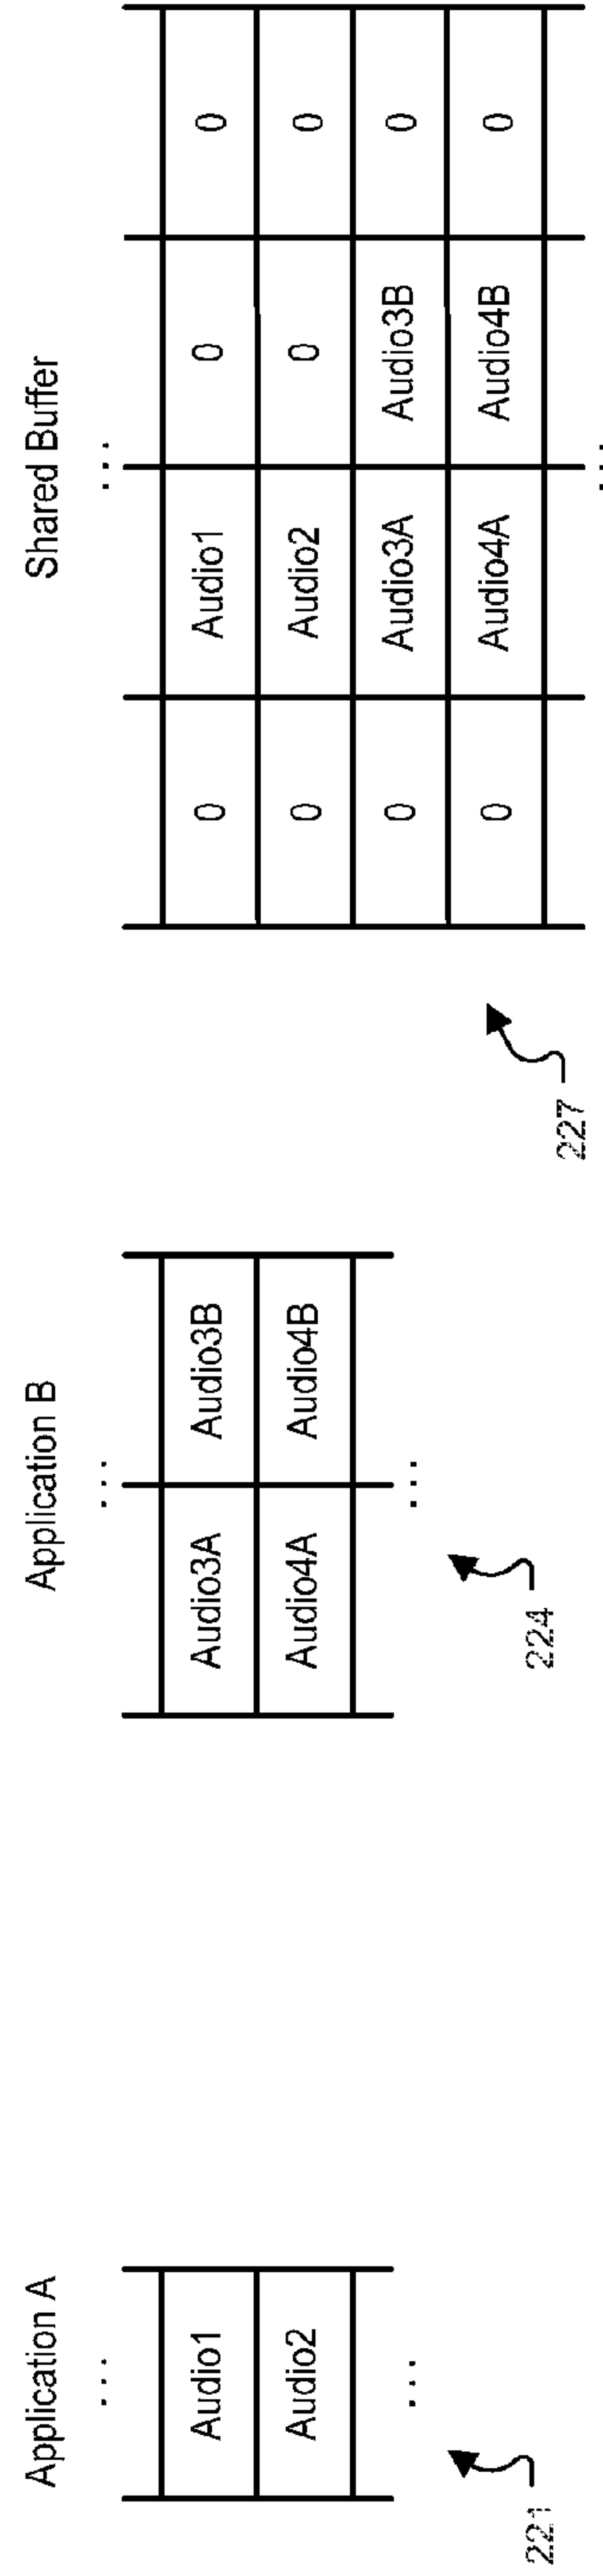 Application A
...
Audio1
Audio2
...
221
Application B
...
Audio3A Audio3B
Audio4A Audio4B
...
224
Shared Buffer
...
0 Audio1 0 0
0 Audio2 0 0
0 Audio3A Audio3B 0
0 Audio4A Audio4B 0
...
227